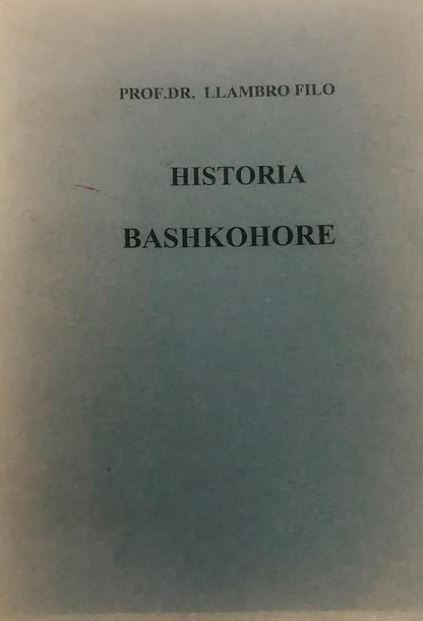 PROF.DR. LLAMBRO FILO
HISTORIA
BASHKOHORE